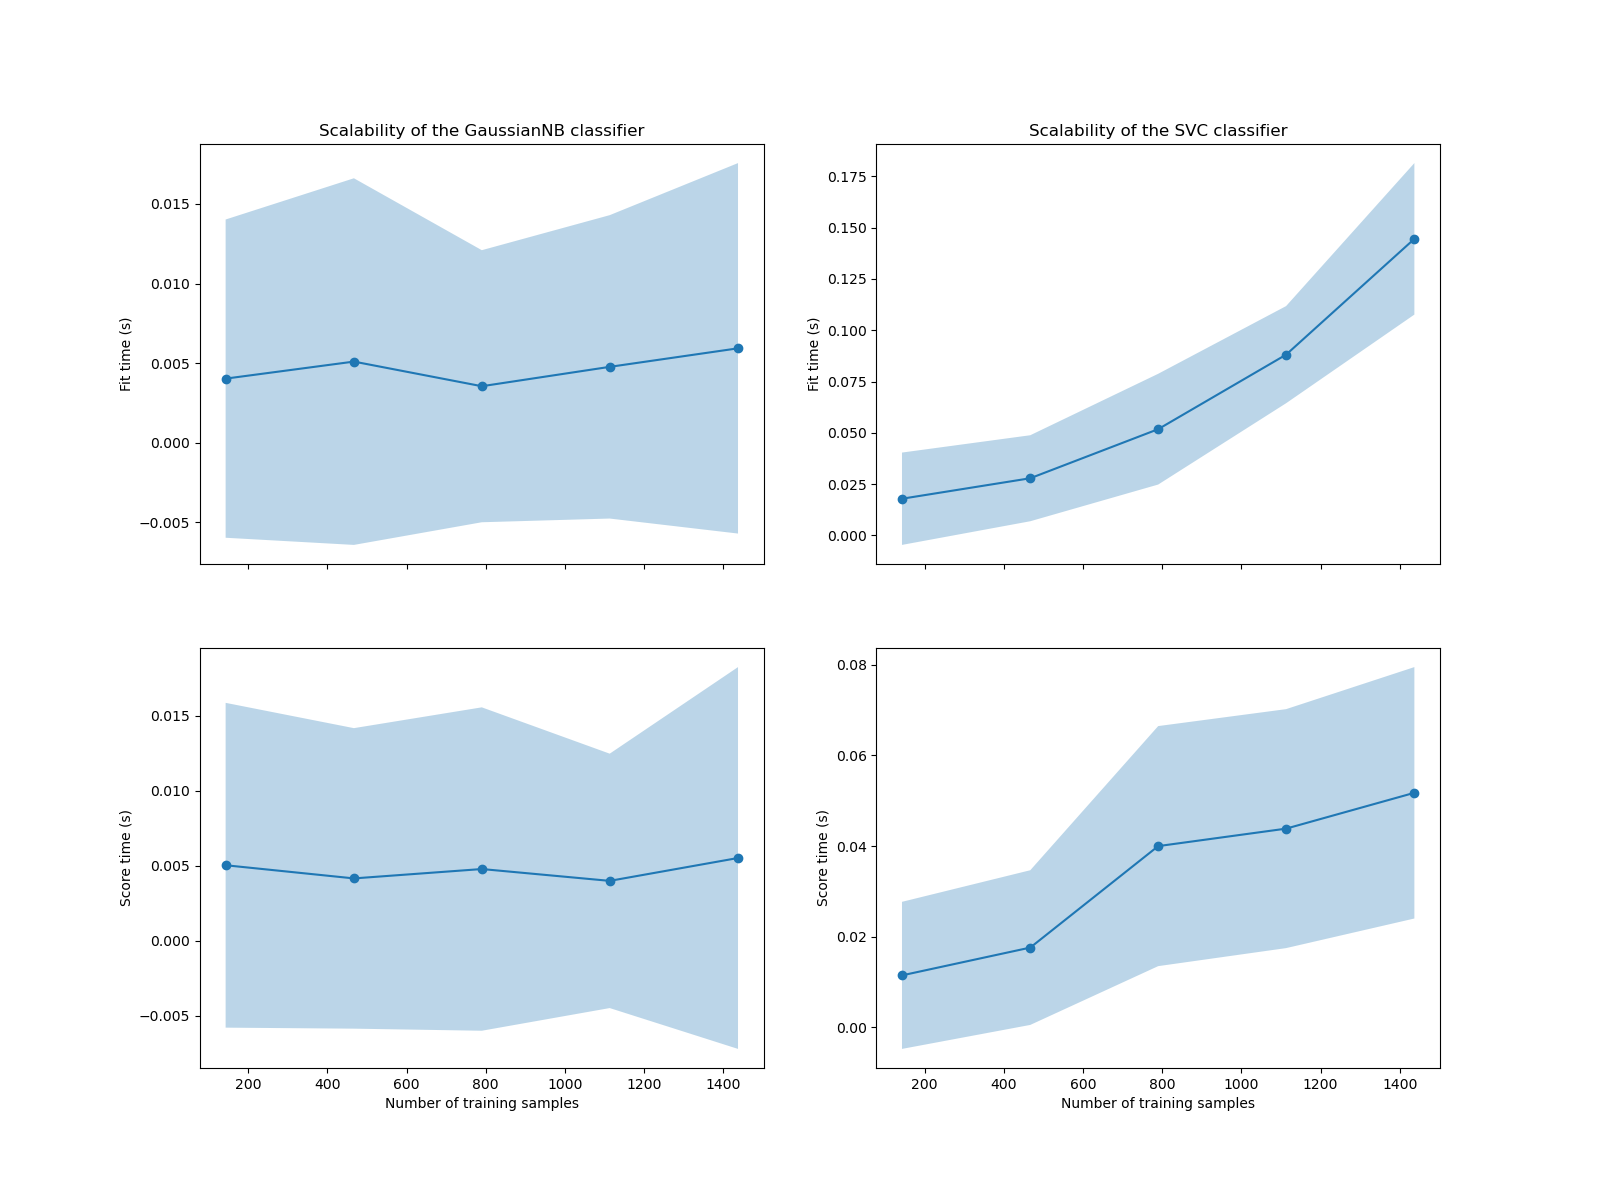 Scalability of the GaussianNB classifier
Scalability of the SVC classifier
0.015
0.010
0.005
0.000
−0.005
Fit time (s)
0.175
0.150
0.125
0.100
0.075
0.050
0.025
0.000
Fit time (s)
0.015
0.010
0.005
0.000
−0.005
Score time (s)
200 400 600 800 1000 1200 1400
Number of training samples
0.08
0.06
0.04
0.02
0.00
Score time (s)
200 400 600 800 1000 1200 1400
Number of training samples